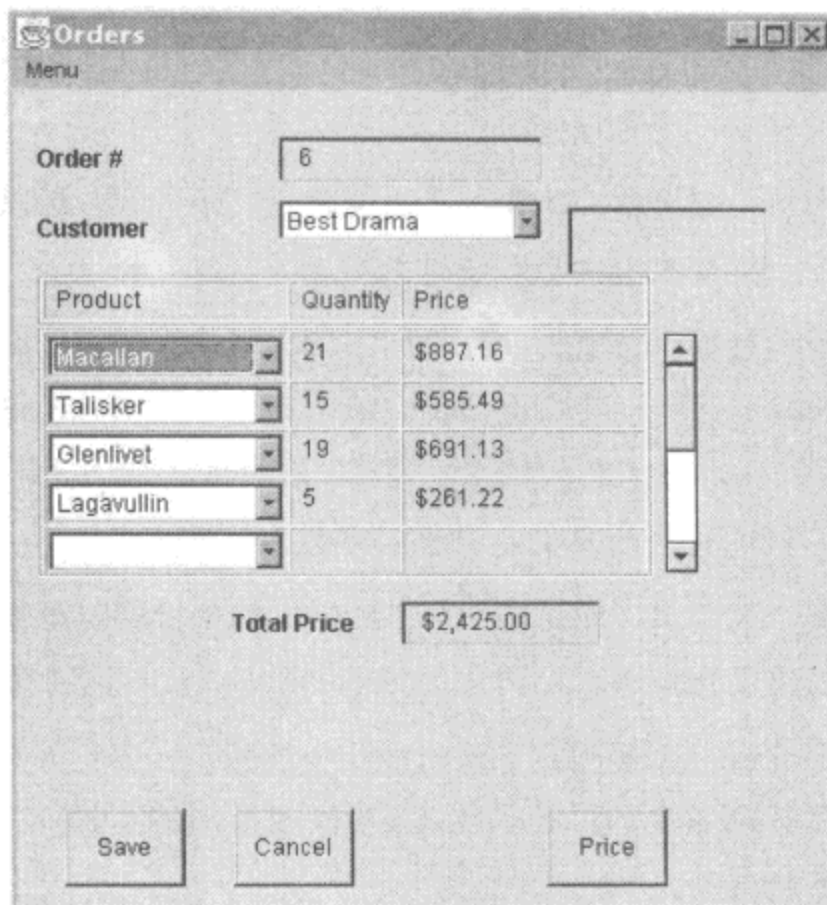 Orders
Menu
Order # 6
Customer Best Drama
Product Quantity Price
Macallan 21 $887.16
Talisker 15 $585.49
Glenlivet 19 $691.13
Lagavullin 5 $261.22
Total Price $2,425.00
Save Cancel Price